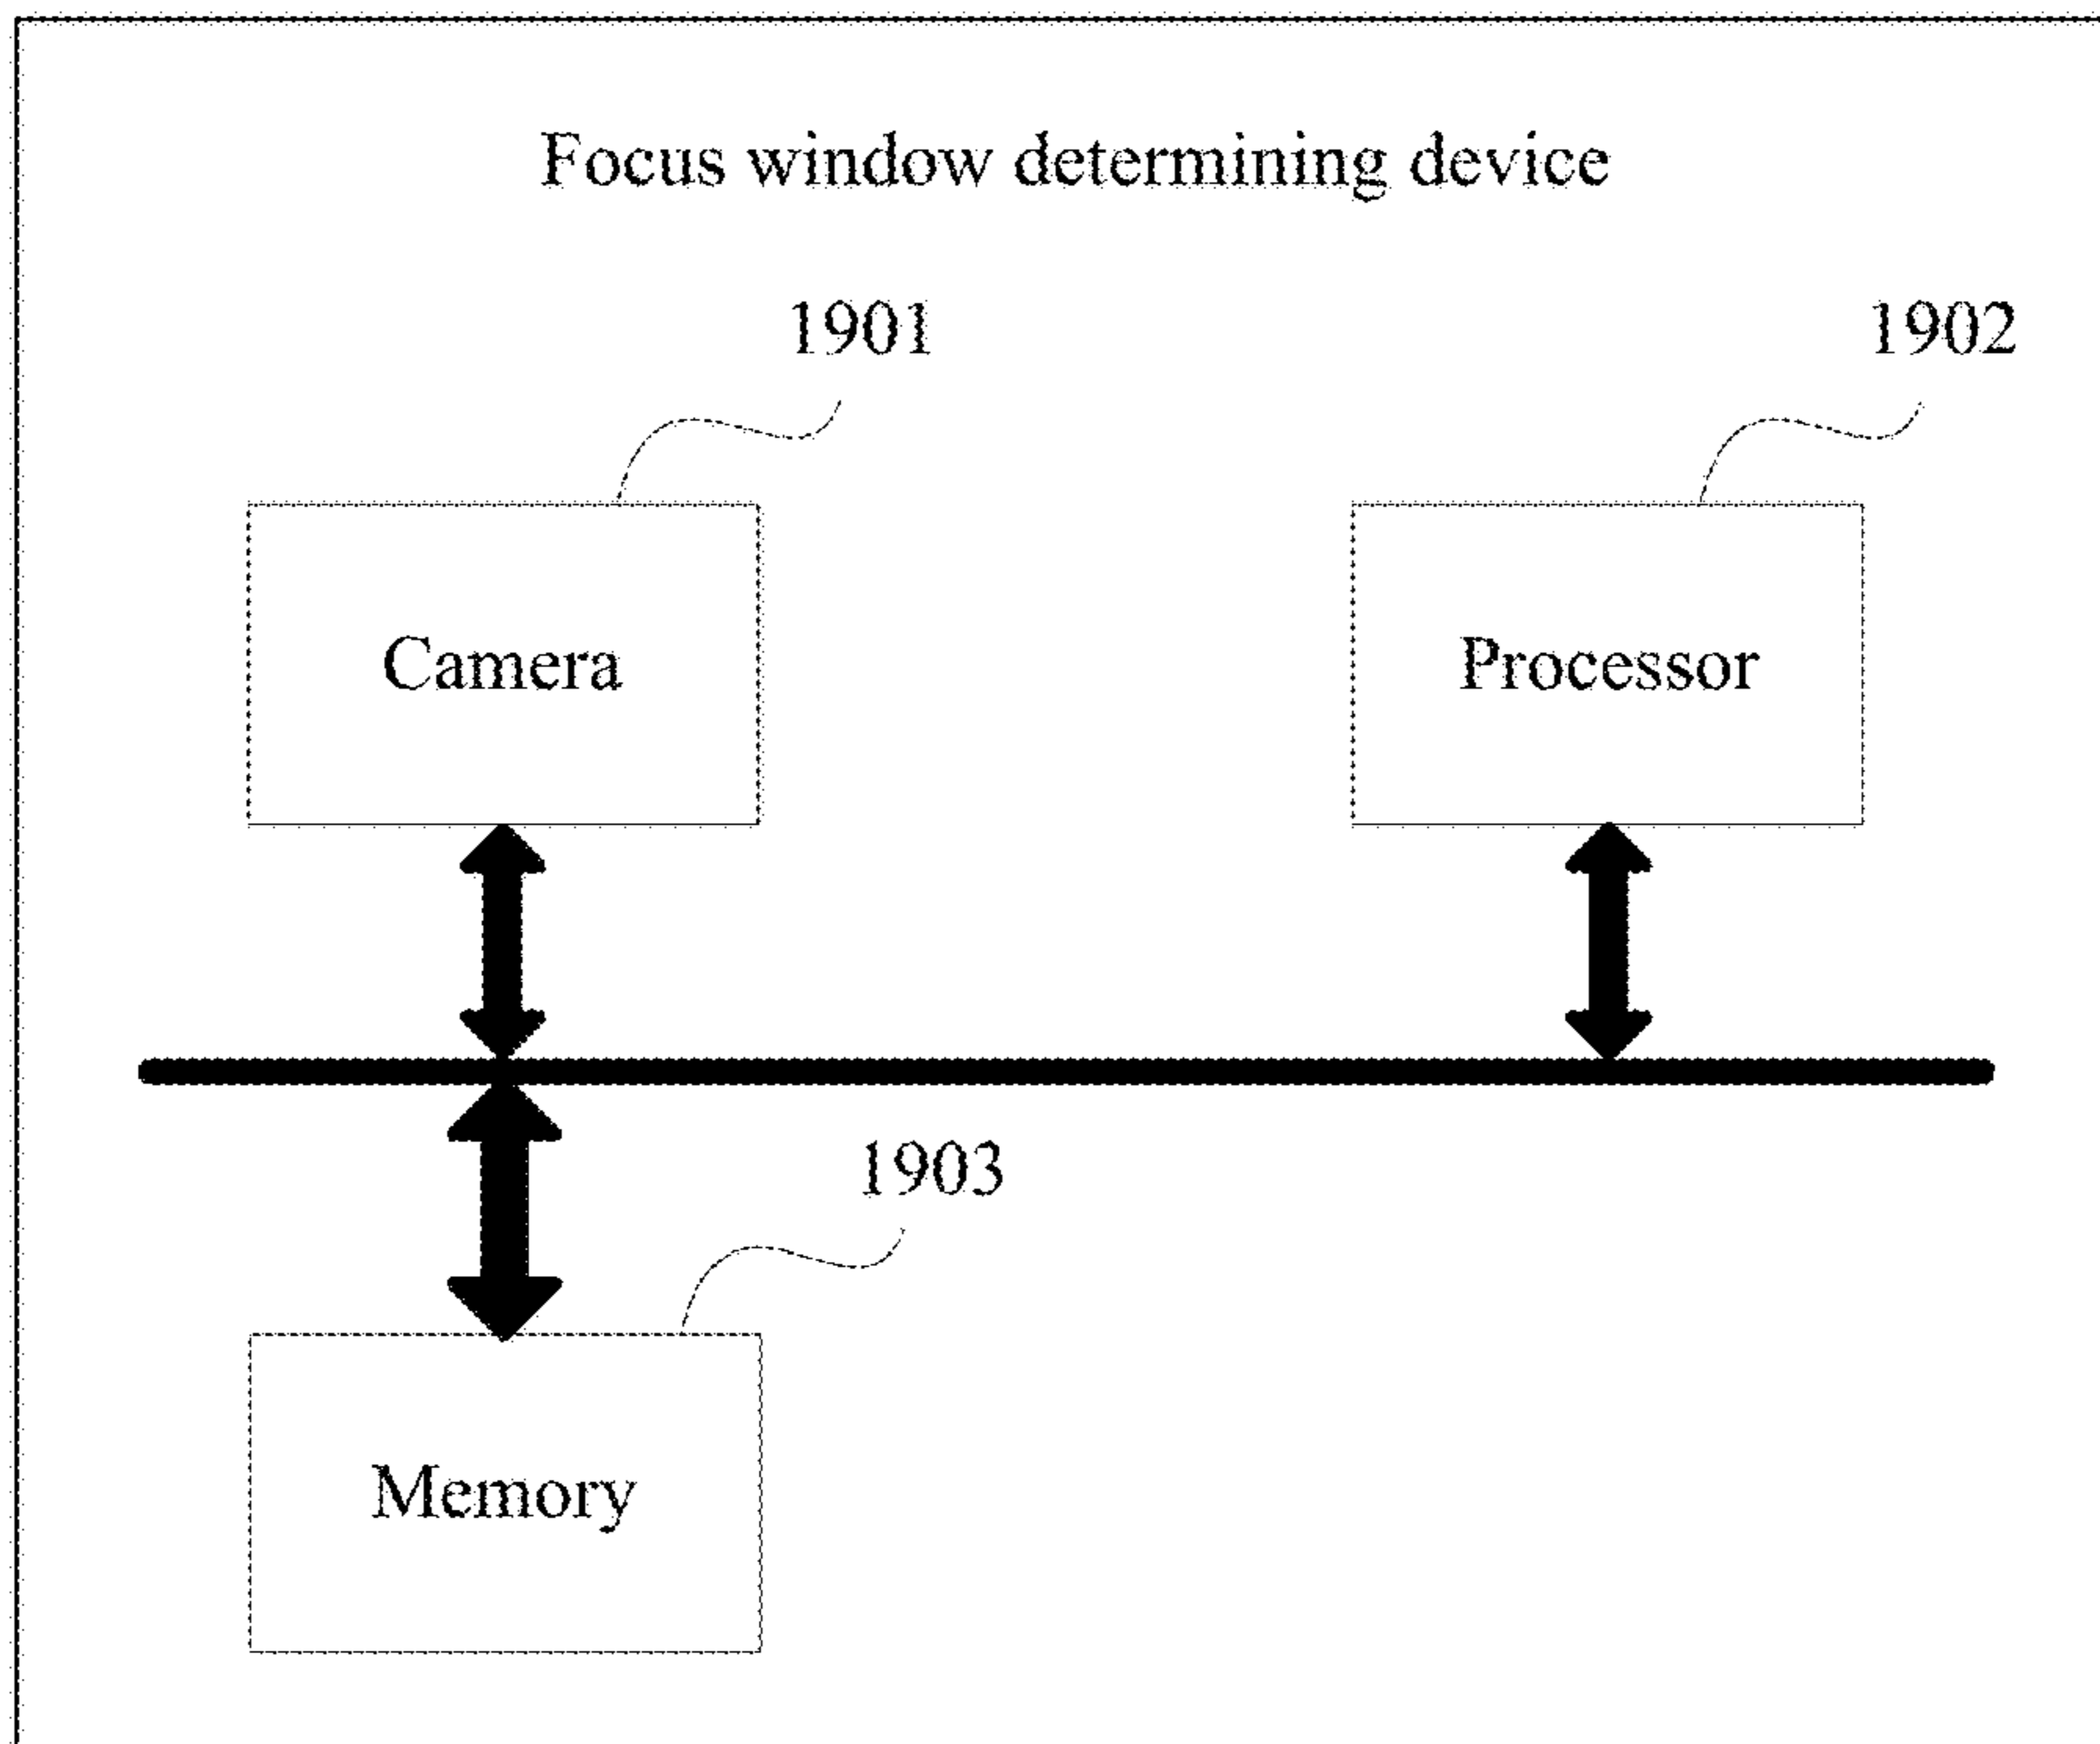 Focus window determining device
1901
1902
Camera
Processor
1903
Memory